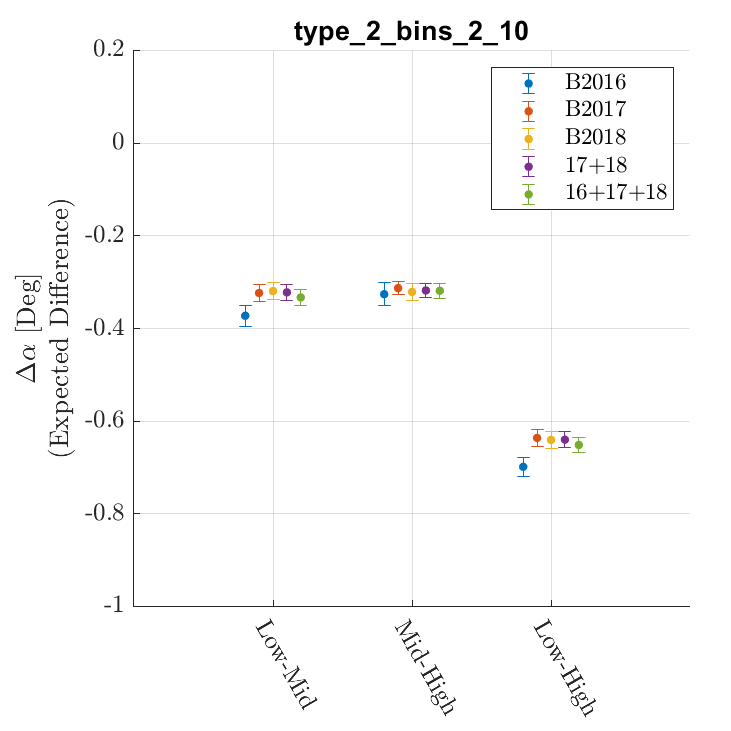 type_2_bins_2_10
0.2
0
-0.2
-0.4
-0.6
-0.8
-1
Δα [Deg]
(Expected Difference)
B2016
B2017
B2018
17+18
16+17+18
Low-Mid
Mid-High
Low-High